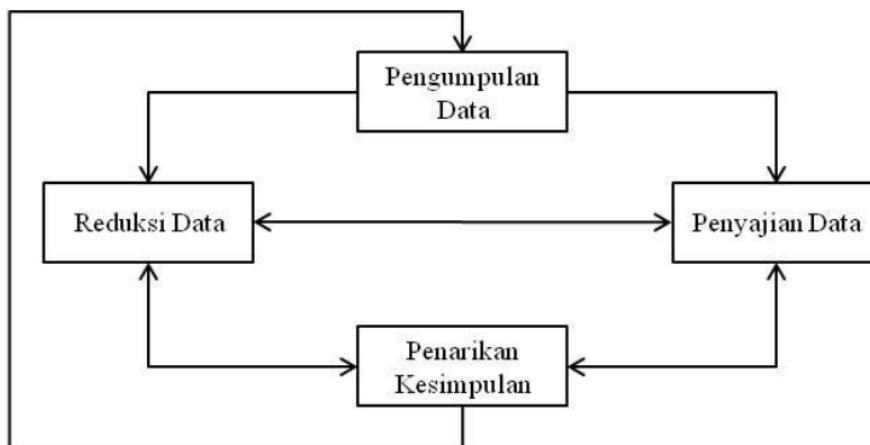 Pengumpulan
Data
Reduksi Data
Penyajian Data
Penarikan
Kesimpulan